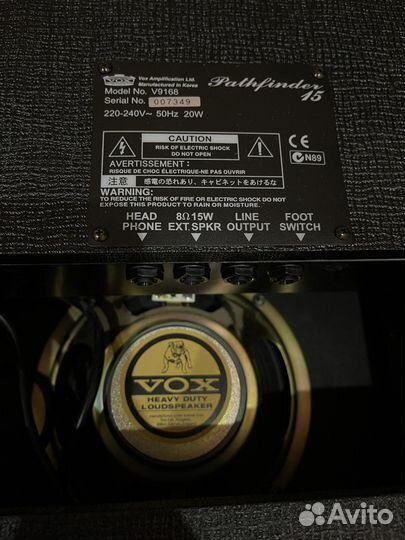 VOX
Vox Amplification Ltd.
Manufactured in Korea
Model No. V9168
Serial No. 007349
220-240V~ 50Hz 20W
Pathfinder
15
CAUTION
RISK OF ELECTRIC SHOCK
DO NOT OPEN
CE
N89
AVERTISSEMENT:
RISQUE DE CHOC ÉLECTRIQUE-NE PAS OUVRIR
注意 感電の恐れあり、キャビネットをあけるな
WARNING:
TO REDUCE THE RISK OF FIRE OR ELECTRIC SHOCK DO NOT
EXPOSE THIS PRODUCT TO RAIN OR MOISTURE.
HEAD PHONE
8Ω15W EXT.SPKR
LINE OUTPUT
FOOT SWITCH
VOX
HEAVY DUTY
LOUDSPEAKER
Avito